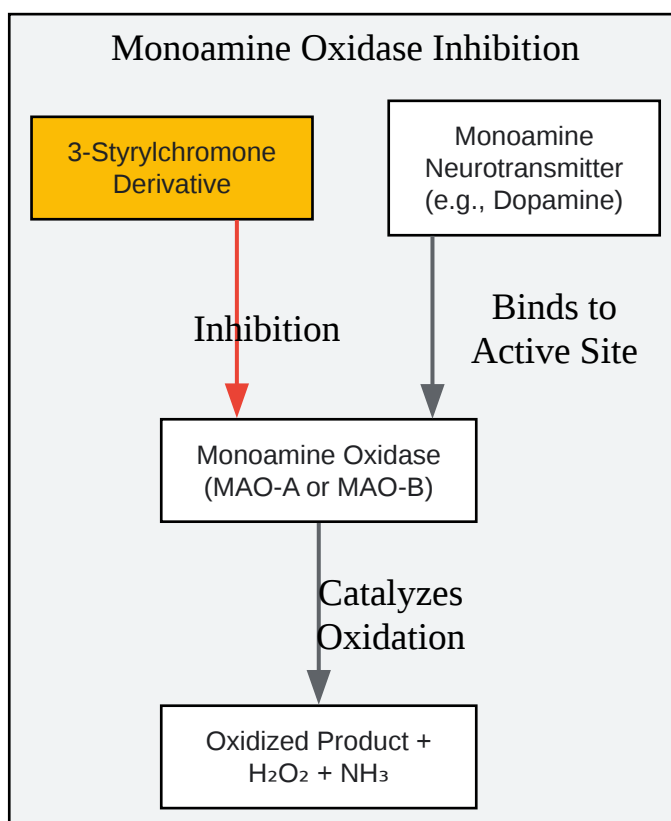 Monoamine Oxidase Inhibition
3-Styrylchromone
Derivative
Monoamine
Neurotransmitter
(e.g., Dopamine)
Inhibition
Binds to
Active Site
Monoamine Oxidase
(MAO-A or MAO-B)
Catalyzes
Oxidation
Oxidized Product +
H₂O₂ + NH₃